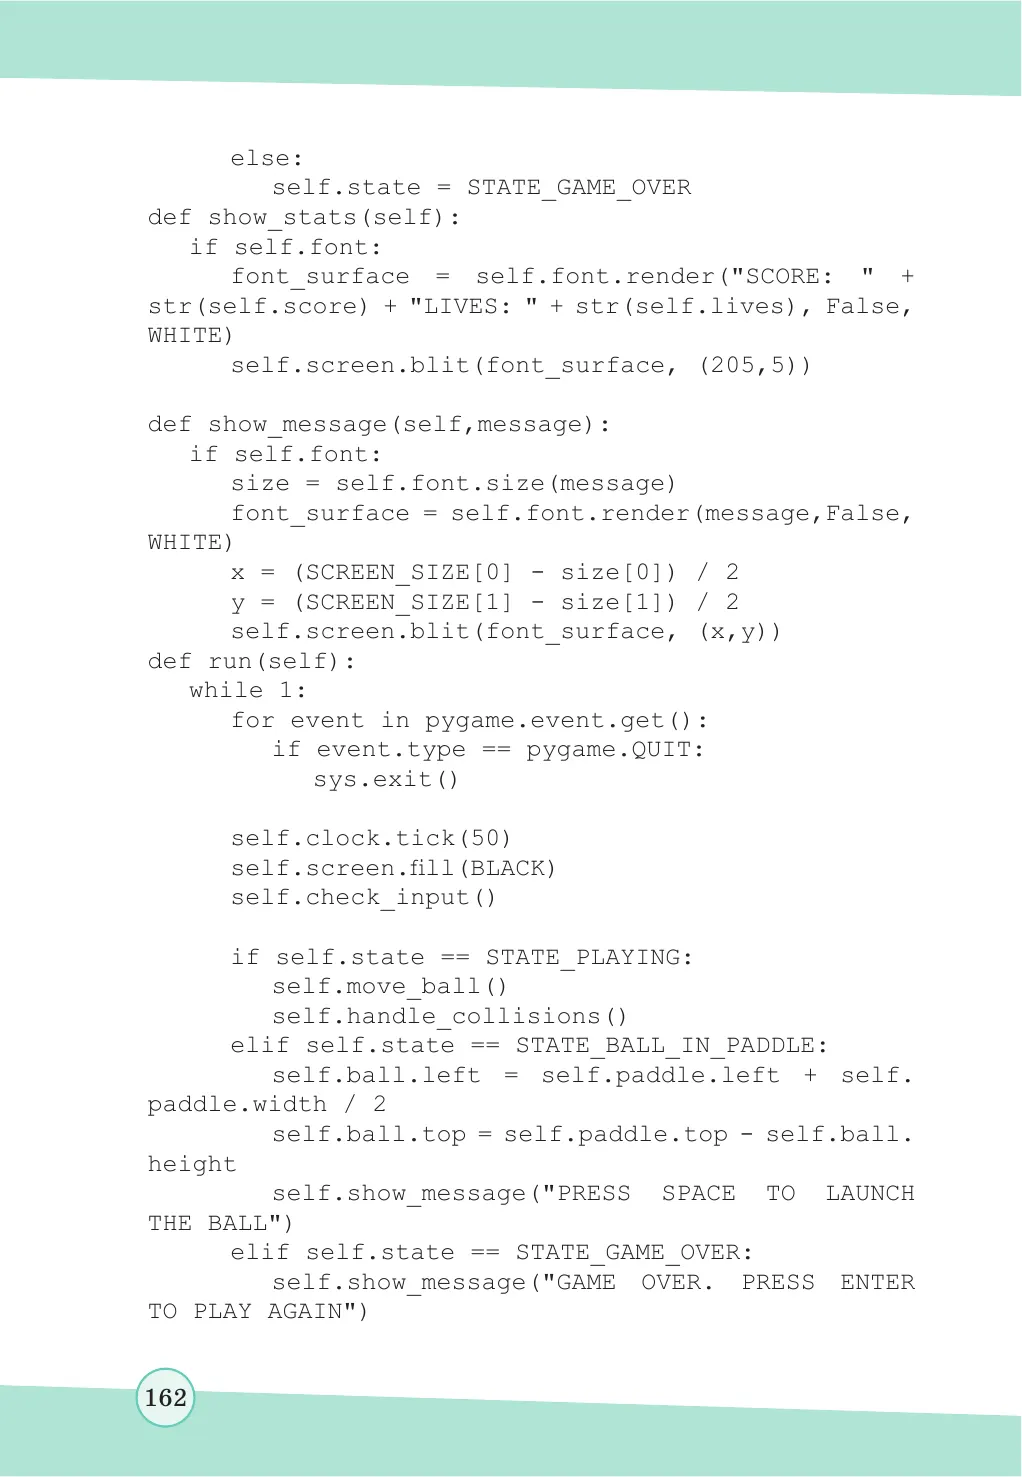 else:
self.state = STATE_GAME_OVER
def show_stats(self):
if self.font:
font_surface = self.font.render("SCORE: " +
str(self.score) + "LIVES: " + str(self.lives), False,
WHITE)
self.screen.blit(font_surface, (205,5))
def show_message(self,message):
if self.font:
size = self.font.size(message)
font_surface = self.font.render(message,False,
WHITE)
x = (SCREEN_SIZE[0] - size[0]) / 2
y = (SCREEN_SIZE[1] - size[1]) / 2
self.screen.blit(font_surface, (x,y))
def run(self):
while 1:
for event in pygame.event.get():
if event.type == pygame.QUIT:
sys.exit()
self.clock.tick(50)
self.screen.fill(BLACK)
self.check_input()
if self.state == STATE_PLAYING:
self.move_ball()
self.handle_collisions()
elif self.state == STATE_BALL_IN_PADDLE:
self.ball.left = self.paddle.left + self.
paddle.width / 2
self.ball.top = self.paddle.top - self.ball.
height
self.show_message("PRESS SPACE TO LAUNCH
THE BALL")
elif self.state == STATE_GAME_OVER:
self.show_message("GAME OVER. PRESS ENTER
TO PLAY AGAIN")
162